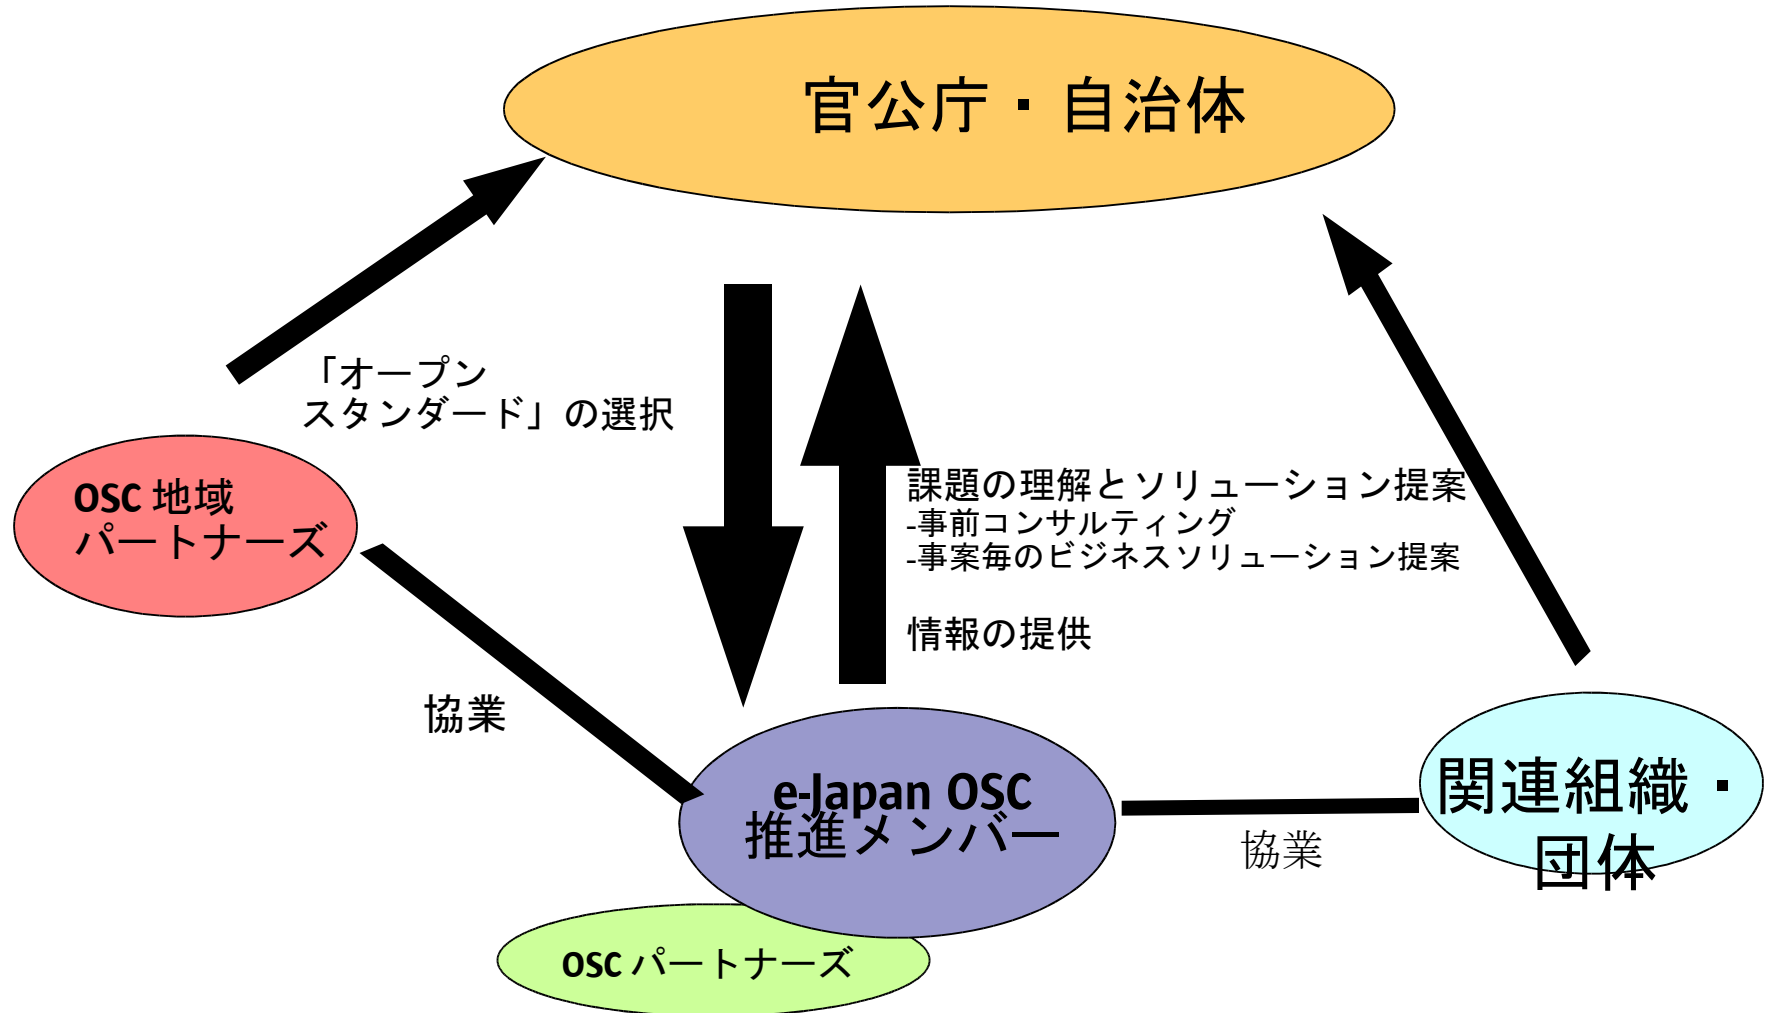 官公庁・自治体
「オープン
スタンダード」の選択
OSC 地域
パートナーズ
課題の理解とソリューション提案
-事前コンサルティング
-事案毎のビジネスソリューション提案
情報の提供
協業
e-Japan OSC
推進メンバー
協業
関連組織・
団体
OSC パートナーズ